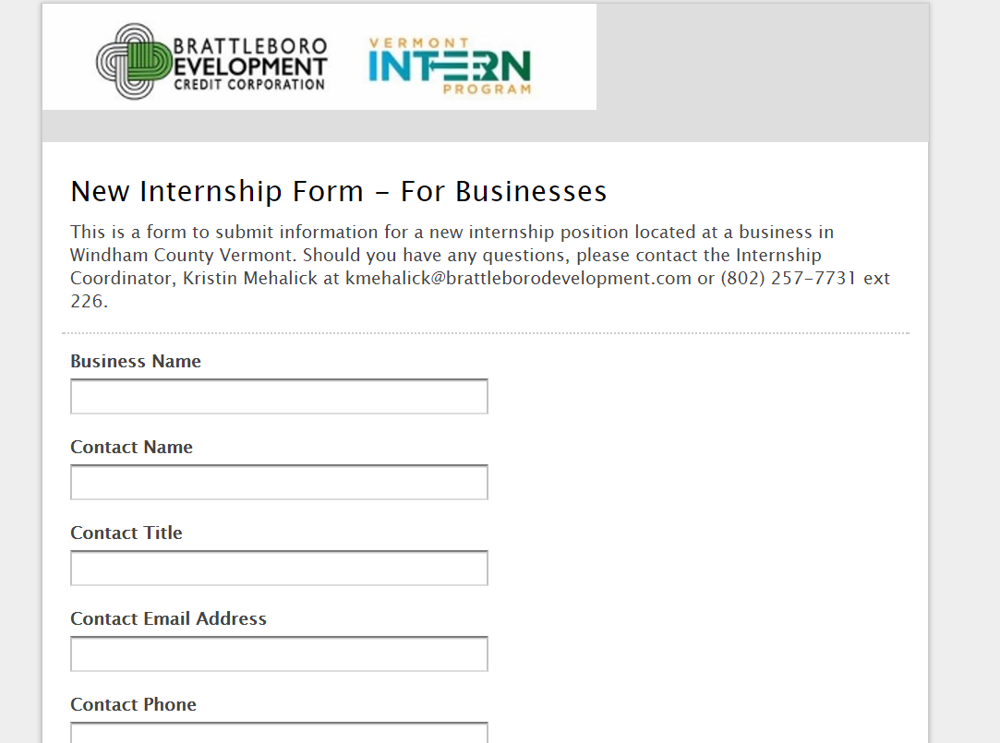 BRATTLEBORO
DEVELOPMENT
CREDIT CORPORATION
VERMONT
INTERN
PROGRAM
New Internship Form – For Businesses
This is a form to submit information for a new internship position located at a business in
Windham County Vermont. Should you have any questions, please contact the Internship
Coordinator, Kristin Mehalick at kmehalick@brattleborodevelopment.com or (802) 257-7731 ext
226.
Business Name
Contact Name
Contact Title
Contact Email Address
Contact Phone